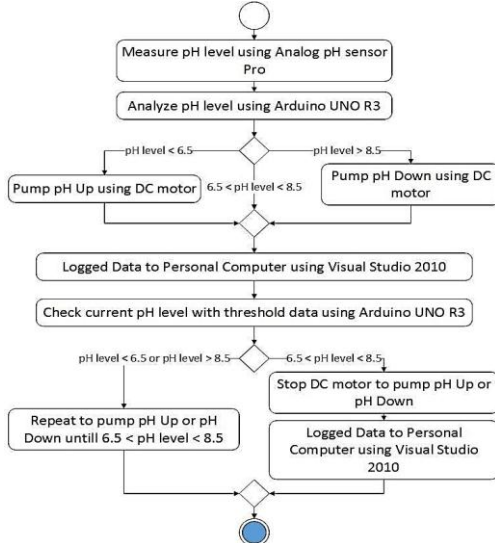 Measure pH level using Analog pH sensor
Pro
Analyze pH level using Arduino UNO R3
pH level < 6.5
pH level > 8.5
Pump pH Up using DC motor
6.5 < pH level < 8.5
Pump pH Down using DC
motor
Logged Data to Personal Computer using Visual Studio 2010
Check current pH level with threshold data using Arduino UNO R3
pH level < 6.5 or pH level > 8.5
6.5 < pH level < 8.5
Stop DC motor to pump pH Up or
pH Down
Repeat to pump pH Up or pH
Down untill 6.5 < pH level < 8.5
Logged Data to Personal
Computer using Visual Studio
2010